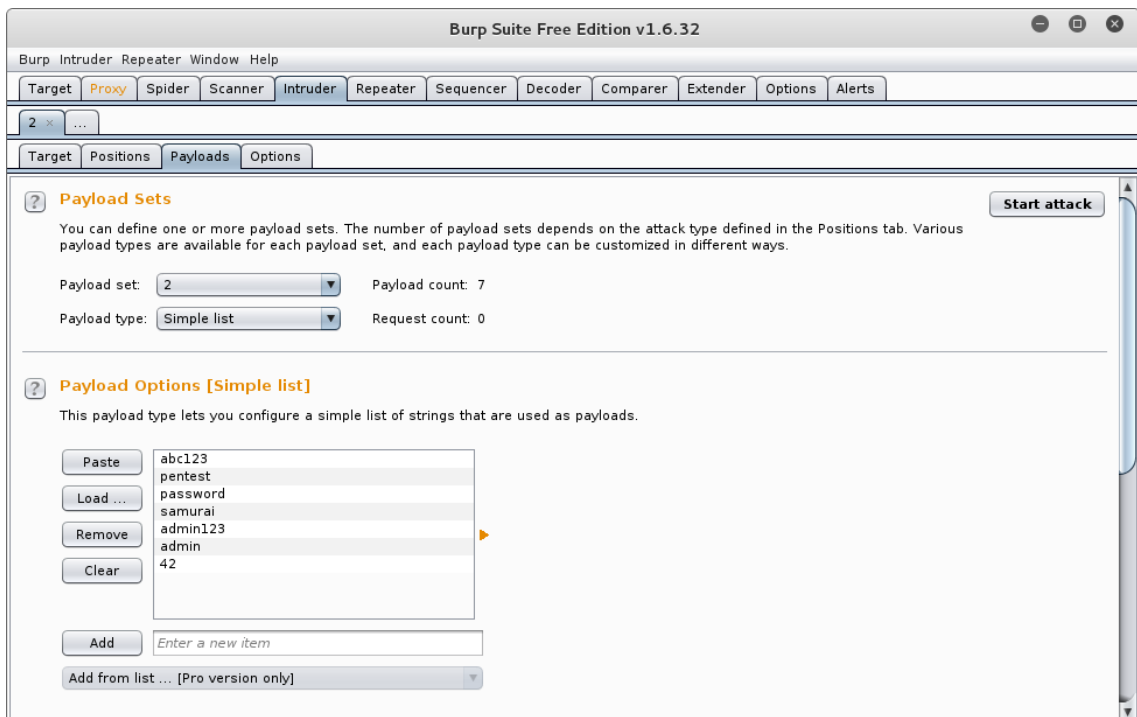 Burp Suite Free Edition v1.6.32
Burp Intruder Repeater Window Help
Target Proxy Spider Scanner Intruder Repeater Sequencer Decoder Comparer Extender Options Alerts
2 × ...
Target Positions Payloads Options
? Payload Sets
Start attack
You can define one or more payload sets. The number of payload sets depends on the attack type defined in the Positions tab. Various
payload types are available for each payload set, and each payload type can be customized in different ways.
Payload set: 2 Payload count: 7
Payload type: Simple list Request count: 0
? Payload Options [Simple list]
This payload type lets you configure a simple list of strings that are used as payloads.
Paste
Load ...
Remove
Clear
abc123
pentest
password
samurai
admin123
admin
42
Add Enter a new item
Add from list ... [Pro version only]